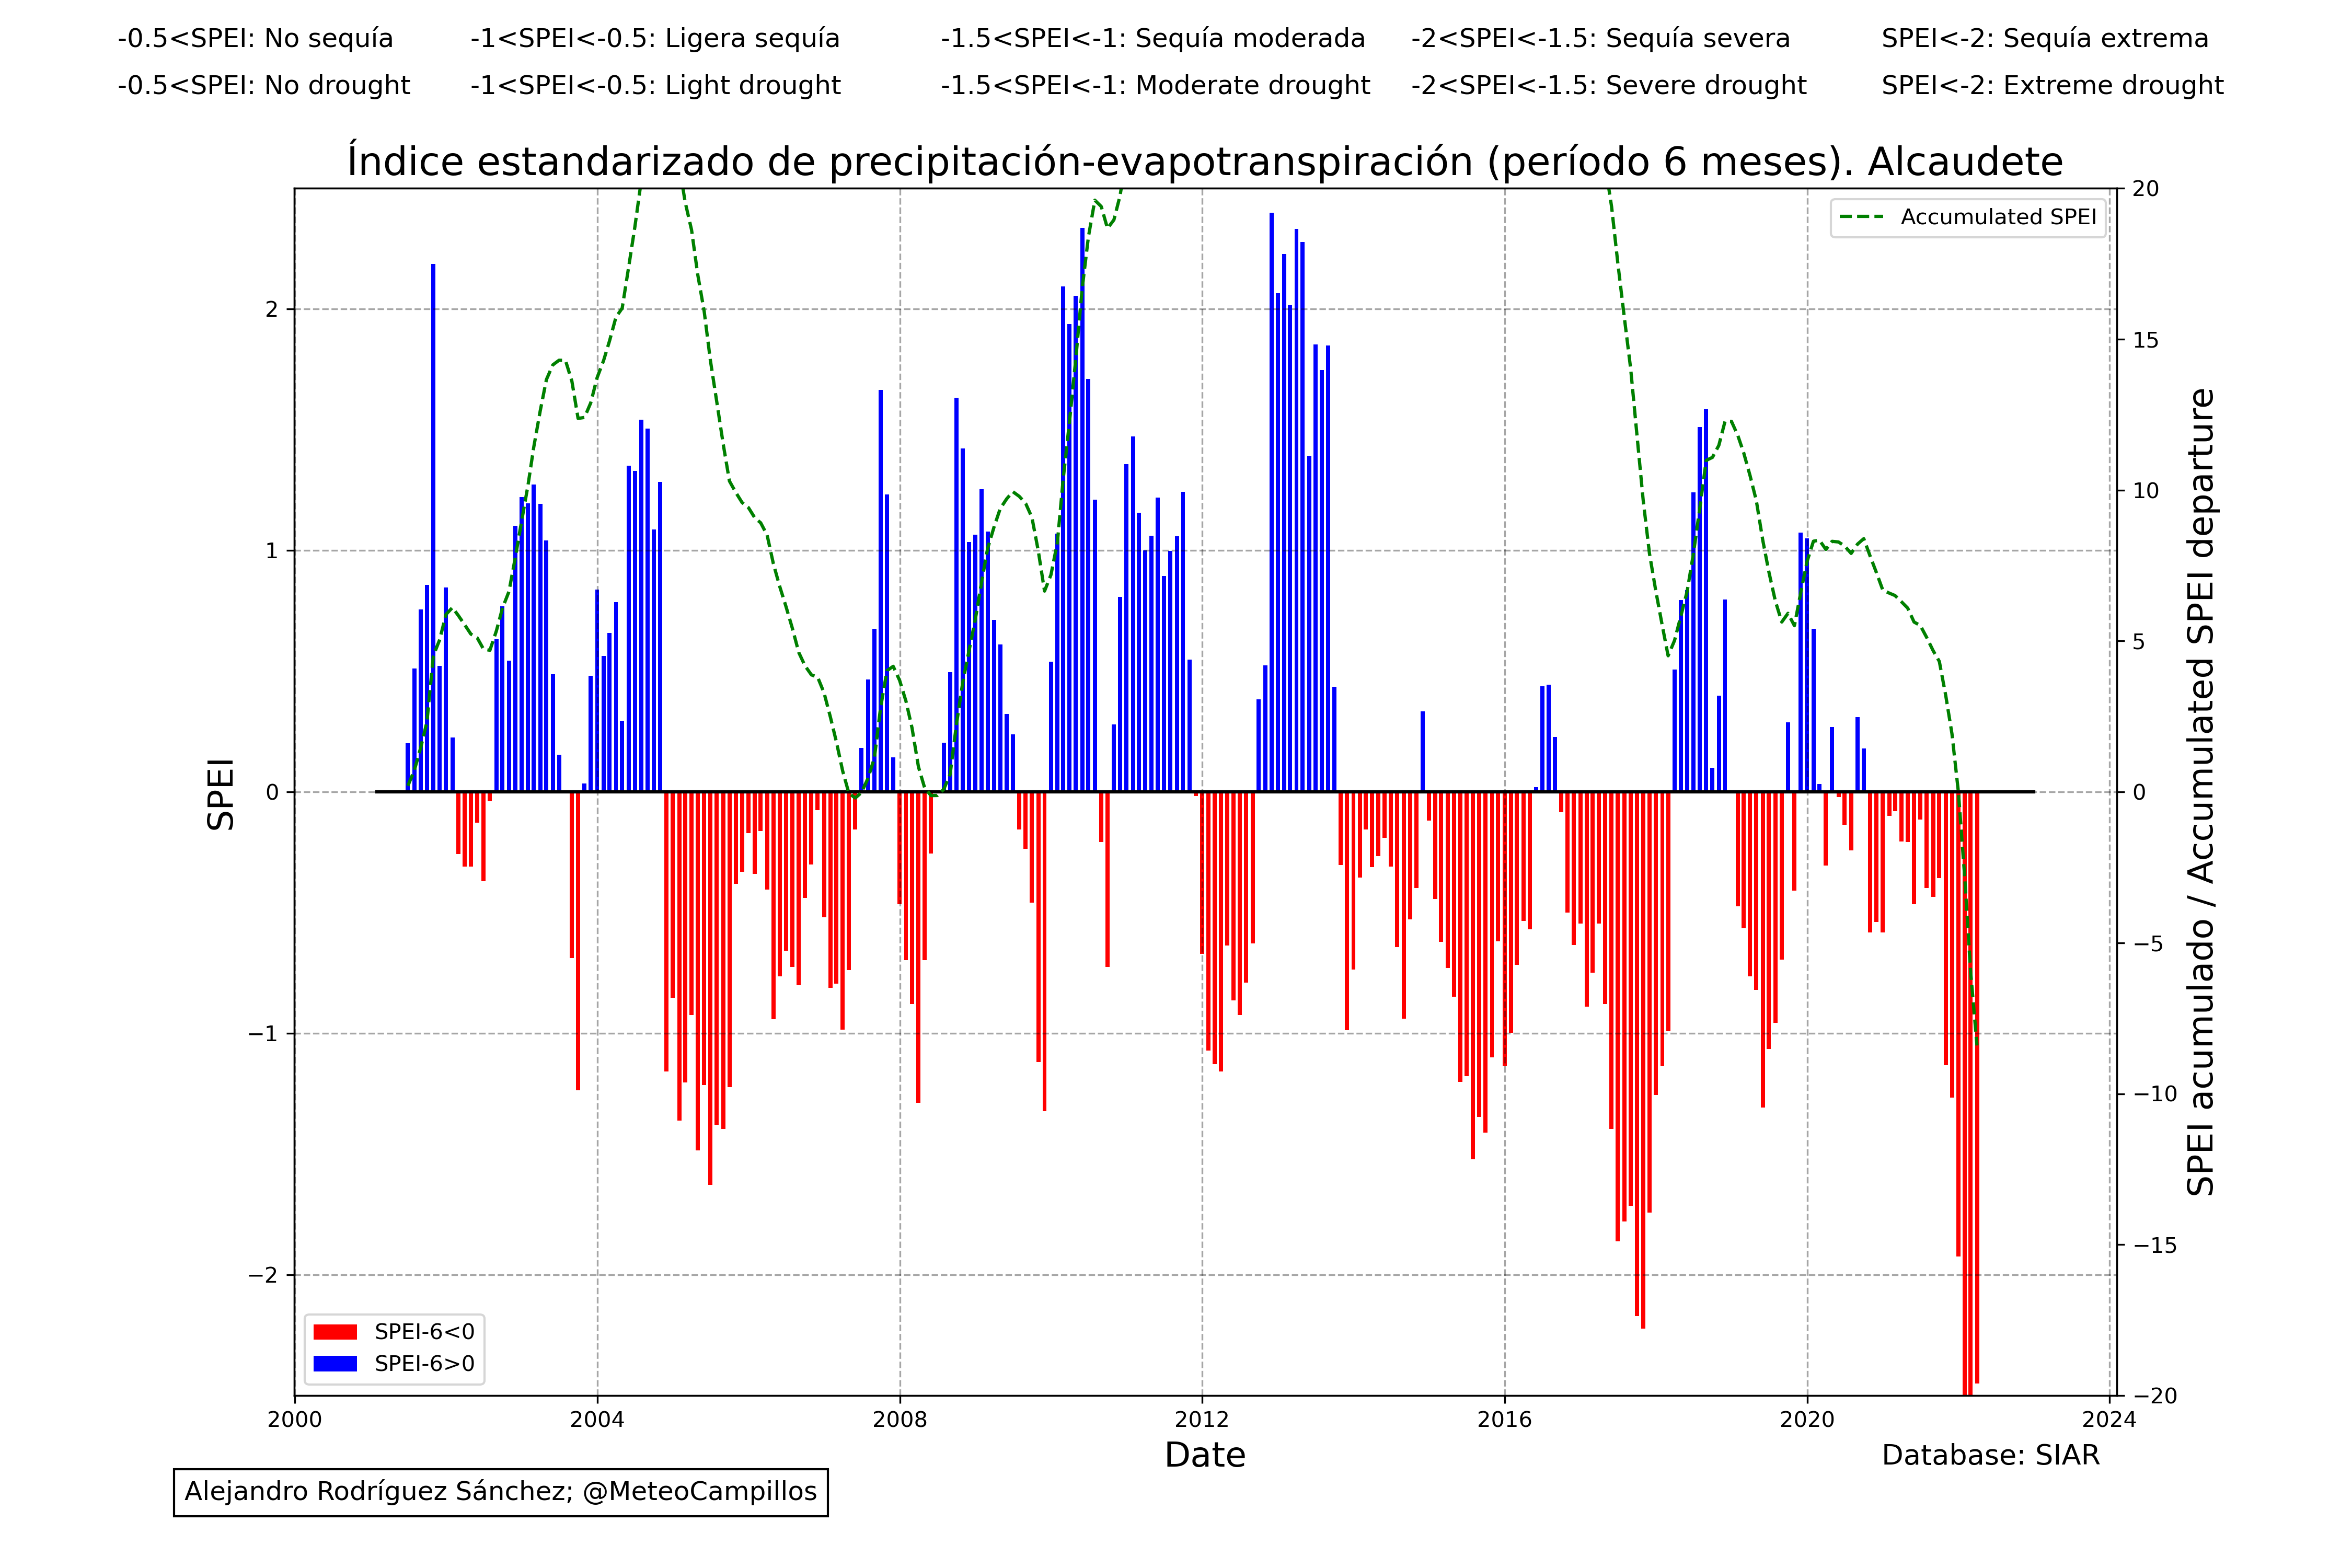 -0.5<SPEI: No sequía
-1<SPEI<-0.5: Ligera sequía
-1.5<SPEI<-1: Sequía moderada
-2<SPEI<-1.5: Sequía severa
SPEI<-2: Sequía extrema
-0.5<SPEI: No drought
-1<SPEI<-0.5: Light drought
-1.5<SPEI<-1: Moderate drought
-2<SPEI<-1.5: Severe drought
SPEI<-2: Extreme drought
Índice estandarizado de precipitación-evapotranspiración (período 6 meses). Alcaudete
Accumulated SPEI
SPEI
2
1
0
−1
−2
20
15
10
5
0
−5
−10
−15
−20
SPEI acumulado / Accumulated SPEI departure
SPEI-6<0
SPEI-6>0
2000
2004
2008
2012
2016
2020
2024
Date
Database: SIAR
Alejandro Rodríguez Sánchez; @MeteoCampillos